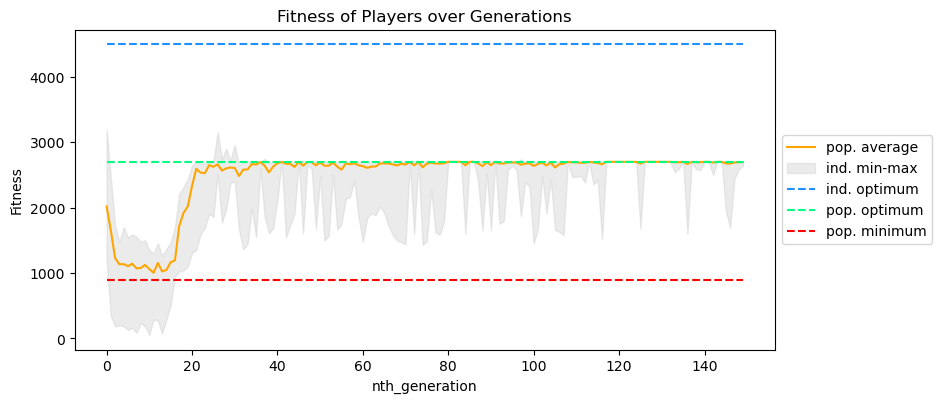 Fitness of Players over Generations
Fitness
4000
3000
2000
1000
0
0 20 40 60 80 100 120 140
nth_generation
pop. average
ind. min-max
ind. optimum
pop. optimum
pop. minimum